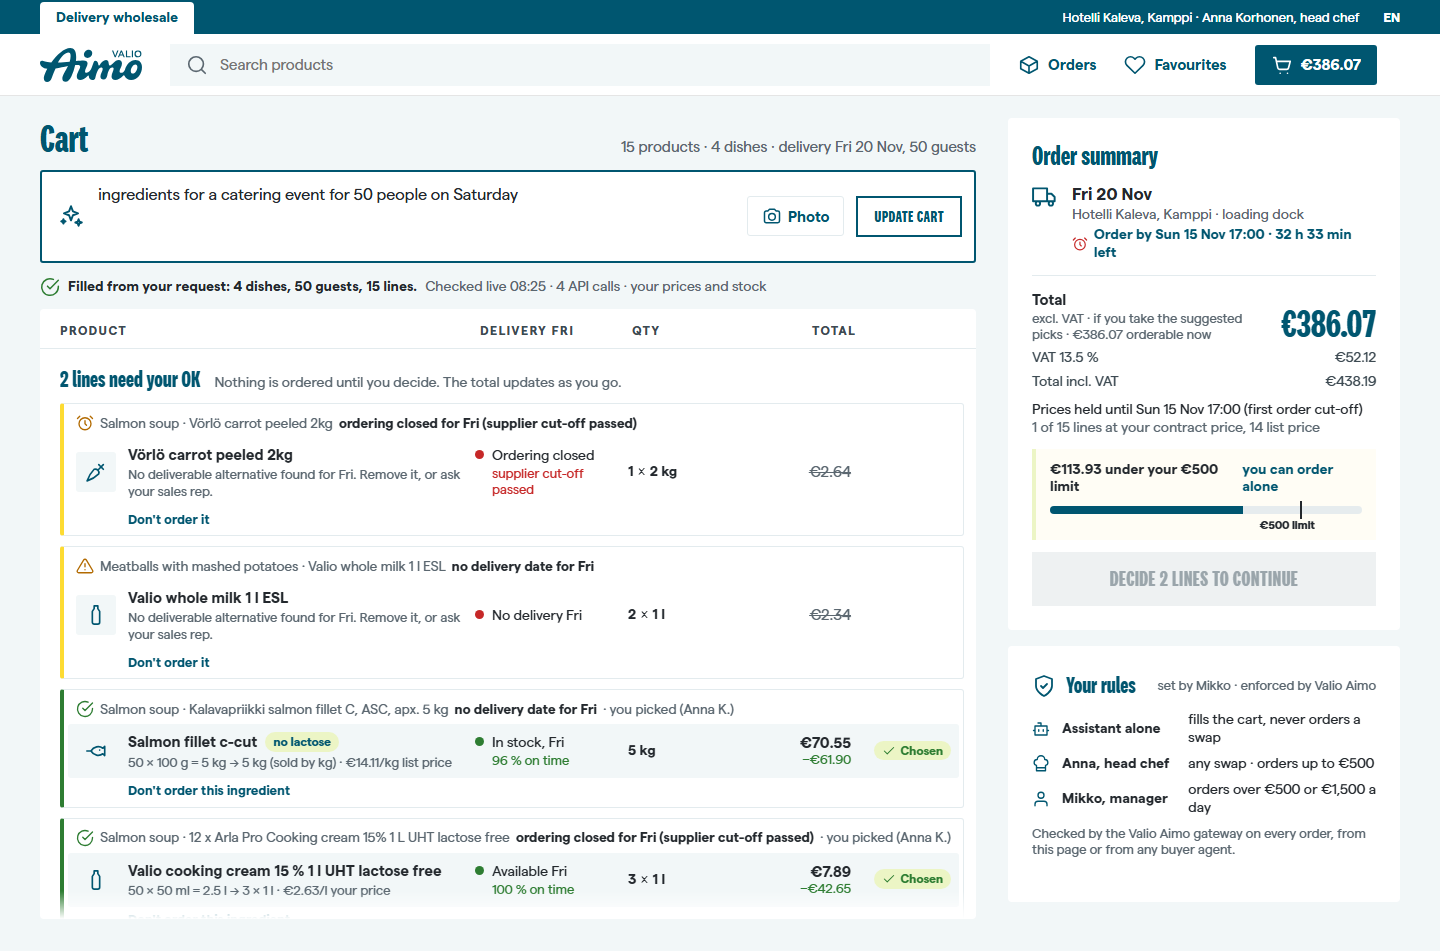 Delivery wholesale
Hotelli Kaleva, Kamppi · Anna Korhonen, head chef EN
VALIO
Aimo
Search products
Orders
Favourites
€386.07
Cart
15 products · 4 dishes · delivery Fri 20 Nov, 50 guests
ingredients for a catering event for 50 people on Saturday
Photo
UPDATE CART
Filled from your request: 4 dishes, 50 guests, 15 lines. Checked live 08:25 · 4 API calls · your prices and stock
PRODUCT DELIVERY FRI QTY TOTAL
2 lines need your OK Nothing is ordered until you decide. The total updates as you go.
Salmon soup · Vörlö carrot peeled 2kg ordering closed for Fri (supplier cut-off passed)
Vörlö carrot peeled 2kg
No deliverable alternative found for Fri. Remove it, or ask
your sales rep.
Ordering closed
supplier cut-off
passed
1 × 2 kg
€2.64
Don't order it
Meatballs with mashed potatoes · Valio whole milk 1 l ESL no delivery date for Fri
Valio whole milk 1 l ESL
No deliverable alternative found for Fri. Remove it, or ask
your sales rep.
No delivery Fri
2 × 1 l
€2.34
Don't order it
Salmon soup · Kalavapriikki salmon fillet C, ASC, apx. 5 kg no delivery date for Fri · you picked (Anna K.)
Salmon fillet c-cut no lactose
50 × 100 g = 5 kg → 5 kg (sold by kg) · €14.11/kg list price
In stock, Fri
96 % on time
5 kg
€70.55
−€61.90
Chosen
Don't order this ingredient
Salmon soup · 12 x Arla Pro Cooking cream 15% 1 L UHT lactose free ordering closed for Fri (supplier cut-off passed) · you picked (Anna K.)
Valio cooking cream 15 % 1 l UHT lactose free
50 × 50 ml = 2.5 l → 3 × 1 l · €2.63/l your price
Available Fri
100 % on time
3 × 1 l
€7.89
−€42.65
Chosen
Order summary
Fri 20 Nov
Hotelli Kaleva, Kamppi · loading dock
Order by Sun 15 Nov 17:00 · 32 h 33 min
left
Total
excl. VAT · if you take the suggested
picks · €386.07 orderable now
€386.07
VAT 13.5 % €52.12
Total incl. VAT €438.19
Prices held until Sun 15 Nov 17:00 (first order cut-off)
1 of 15 lines at your contract price, 14 list price
€113.93 under your €500
limit
you can order
alone
€500 limit
DECIDE 2 LINES TO CONTINUE
Your rules set by Mikko · enforced by Valio Aimo
Assistant alone
fills the cart, never orders a
swap
Anna, head chef any swap · orders up to €500
Mikko, manager
orders over €500 or €1,500 a
day
Checked by the Valio Aimo gateway on every order, from
this page or from any buyer agent.